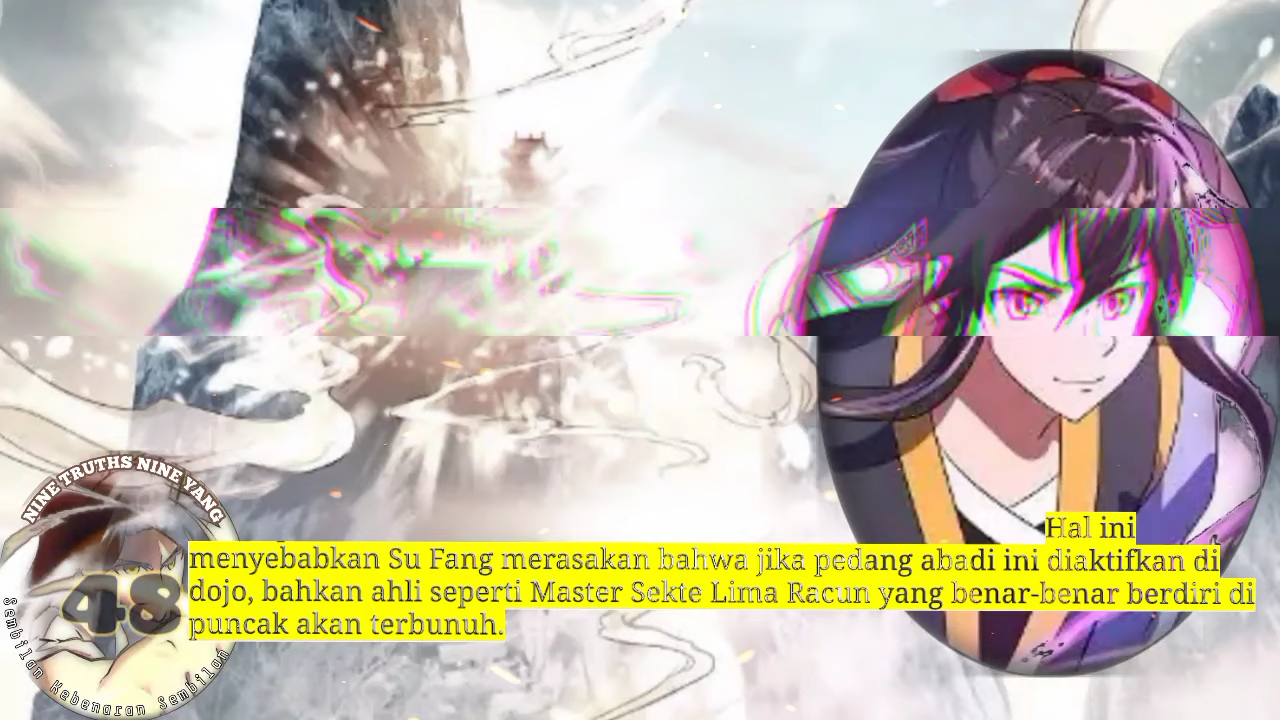 NINE TRUTHS NINE YANG
48
Sembilan Kebenaran Sembilan
Hal ini
menyebabkan Su Fang merasakan bahwa jika pedang abadi ini diaktifkan di
dojo, bahkan ahli seperti Master Sekte Lima Racun yang benar-benar berdiri di
puncak akan terbunuh.